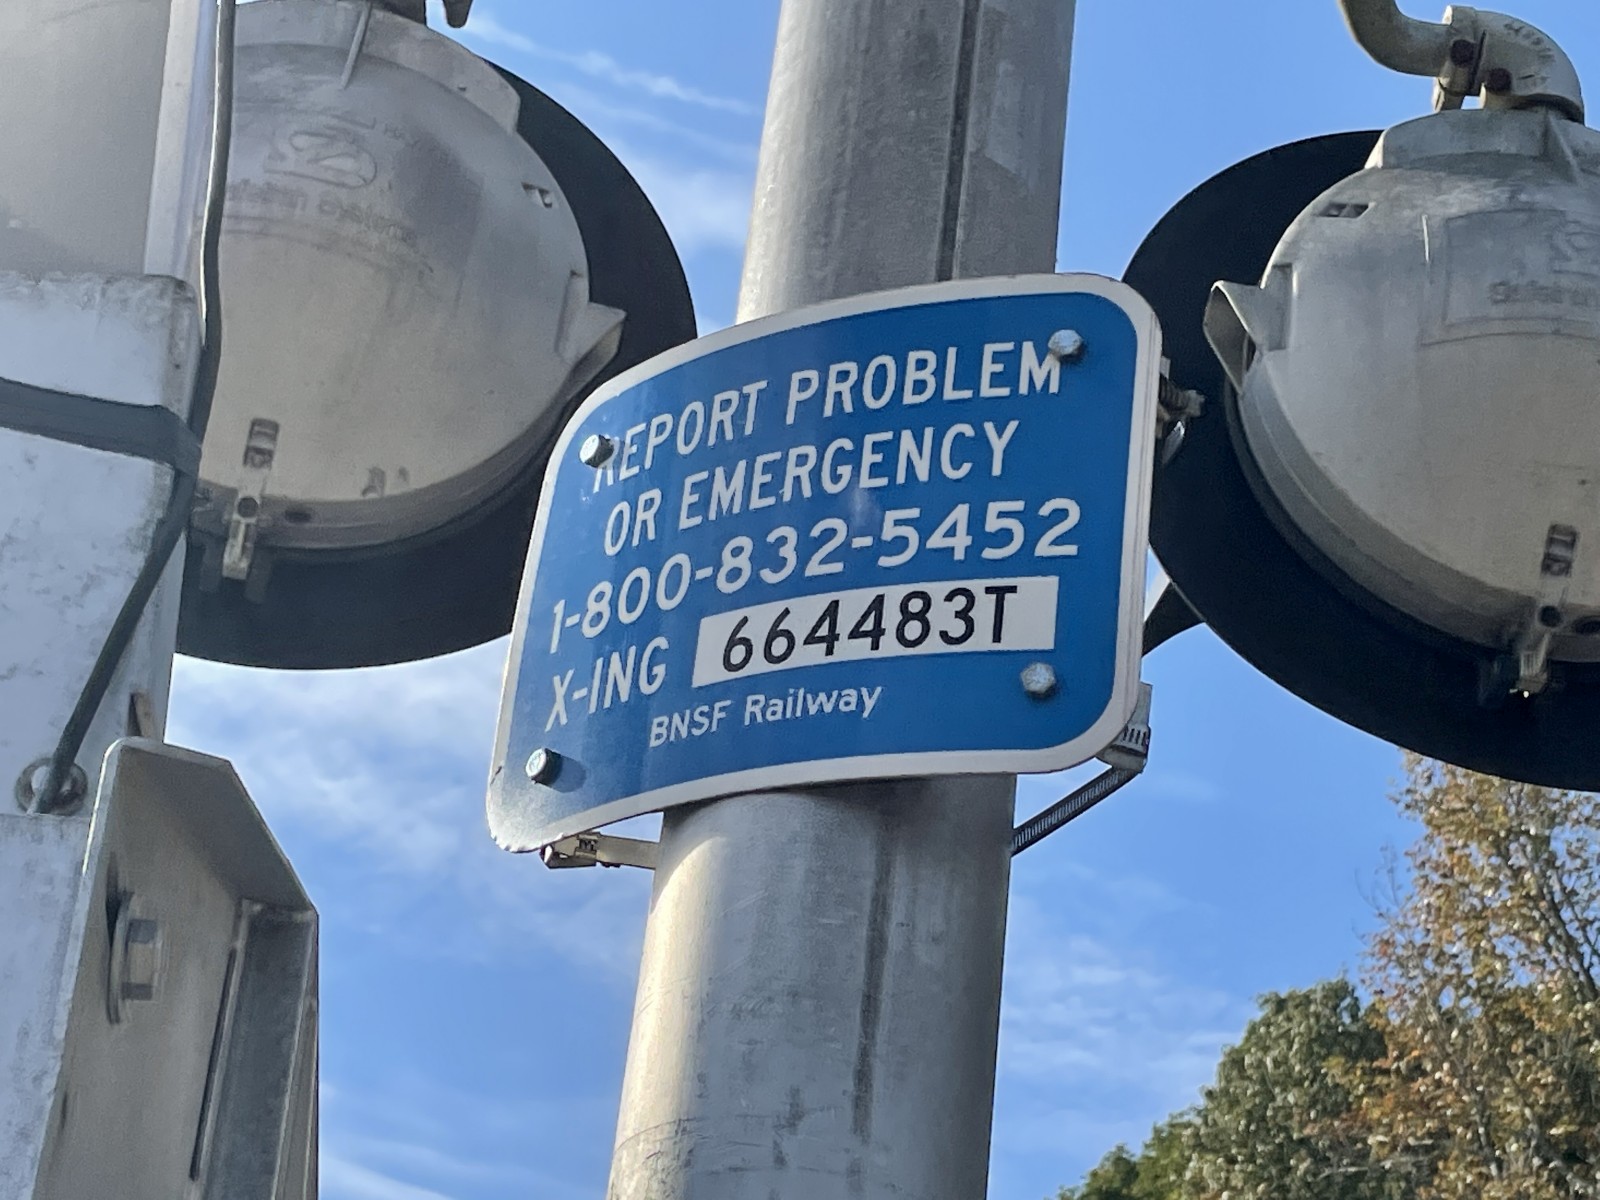 REPORT PROBLEM
OR EMERGENCY
1-800-832-5452
X-ING 664483T
BNSF Railway